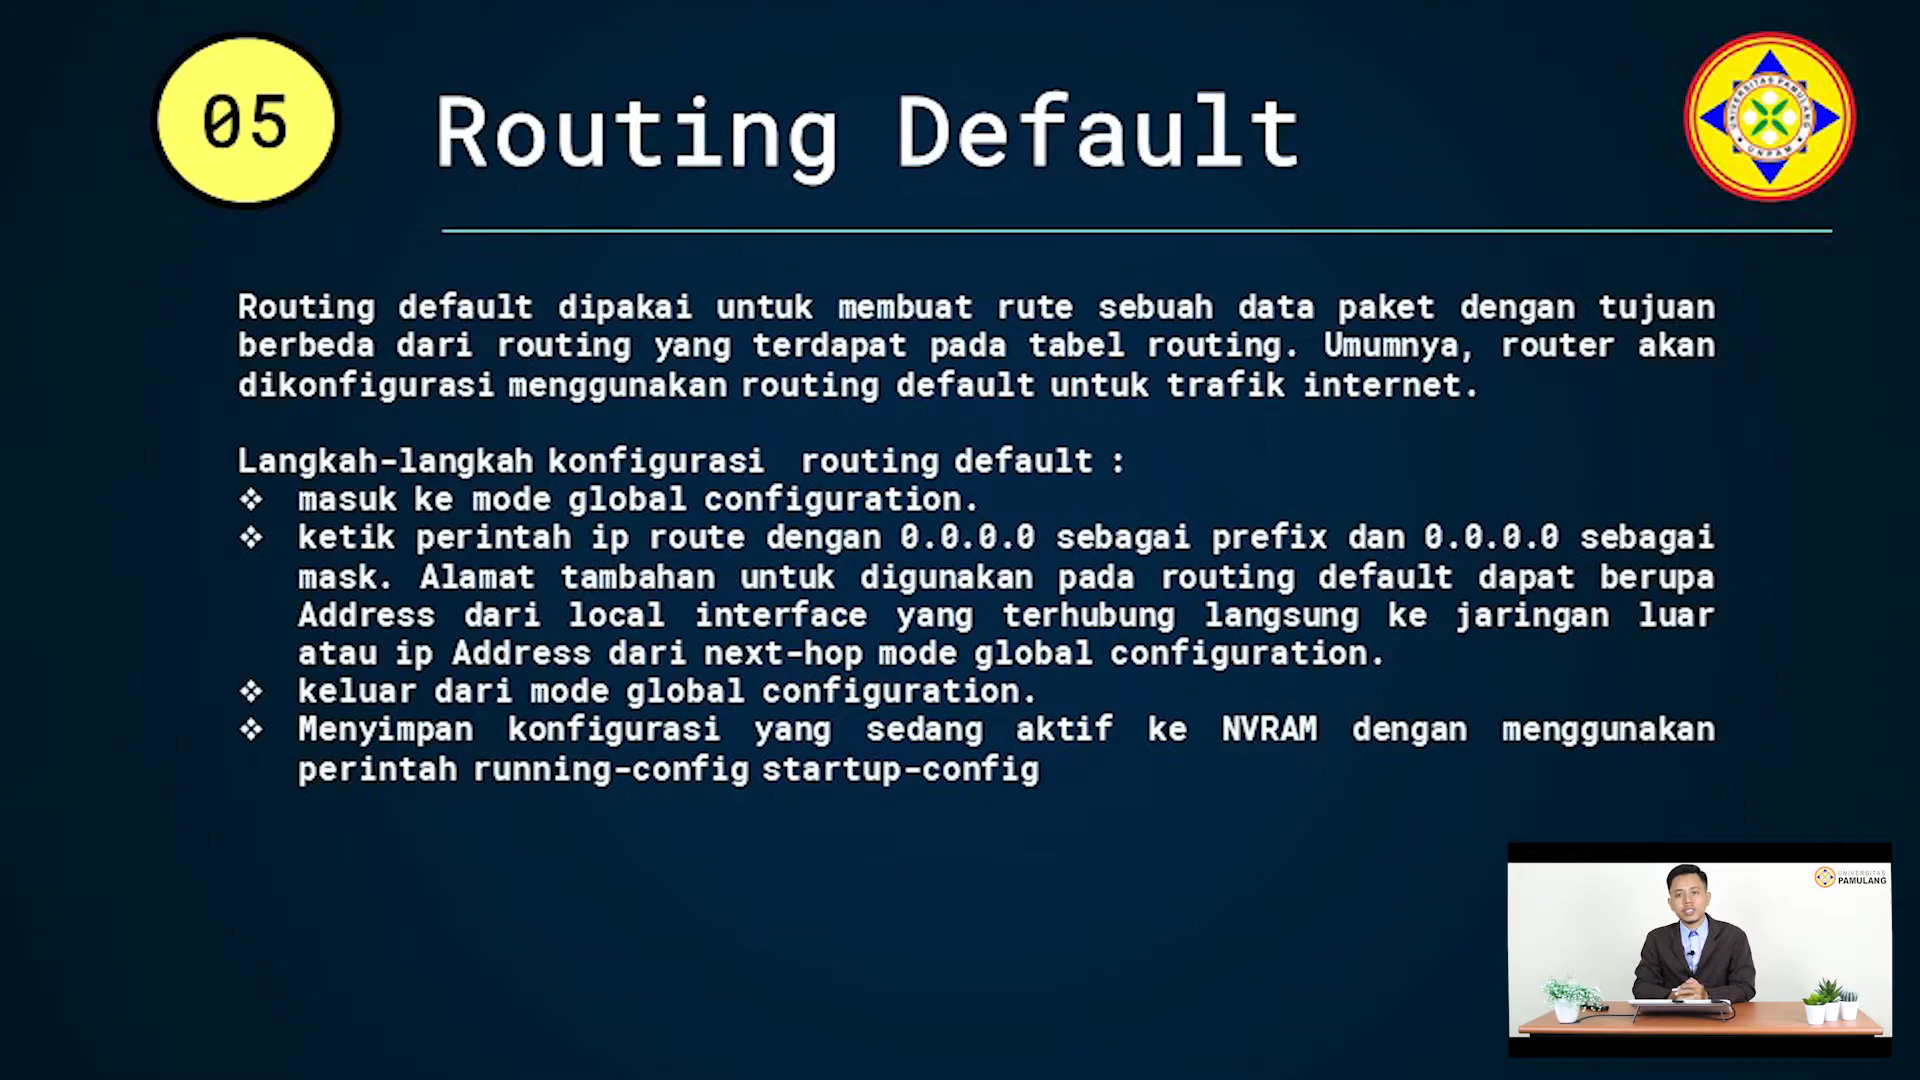 05
Routing Default
UNIVERSITAS PAMULANG
UNPAM
Routing default dipakai untuk membuat rute sebuah data paket dengan tujuan
berbeda dari routing yang terdapat pada tabel routing. Umumnya, router akan
dikonfigurasi menggunakan routing default untuk trafik internet.
Langkah-langkah konfigurasi routing default :
❖ masuk ke mode global configuration.
❖ ketik perintah ip route dengan 0.0.0.0 sebagai prefix dan 0.0.0.0 sebagai
mask. Alamat tambahan untuk digunakan pada routing default dapat berupa
Address dari local interface yang terhubung langsung ke jaringan luar
atau ip Address dari next-hop mode global configuration.
❖ keluar dari mode global configuration.
❖ Menyimpan konfigurasi yang sedang aktif ke NVRAM dengan menggunakan
perintah running-config startup-config
UNIVERSITAS
PAMULANG